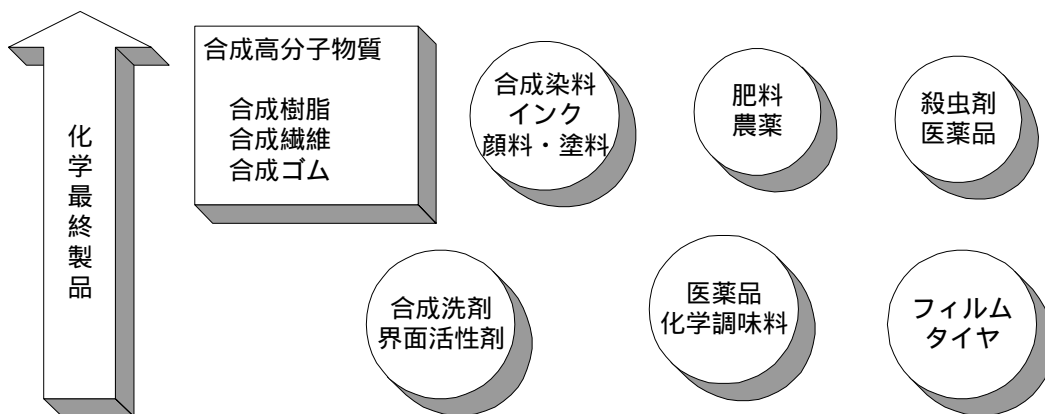 化学最終製品
合成高分子物質
合成樹脂
合成繊維
合成ゴム
合成染料
インク
顔料・塗料
肥料
農薬
殺虫剤
医薬品
合成洗剤
界面活性剤
医薬品
化学調味料
フィルム
タイヤ